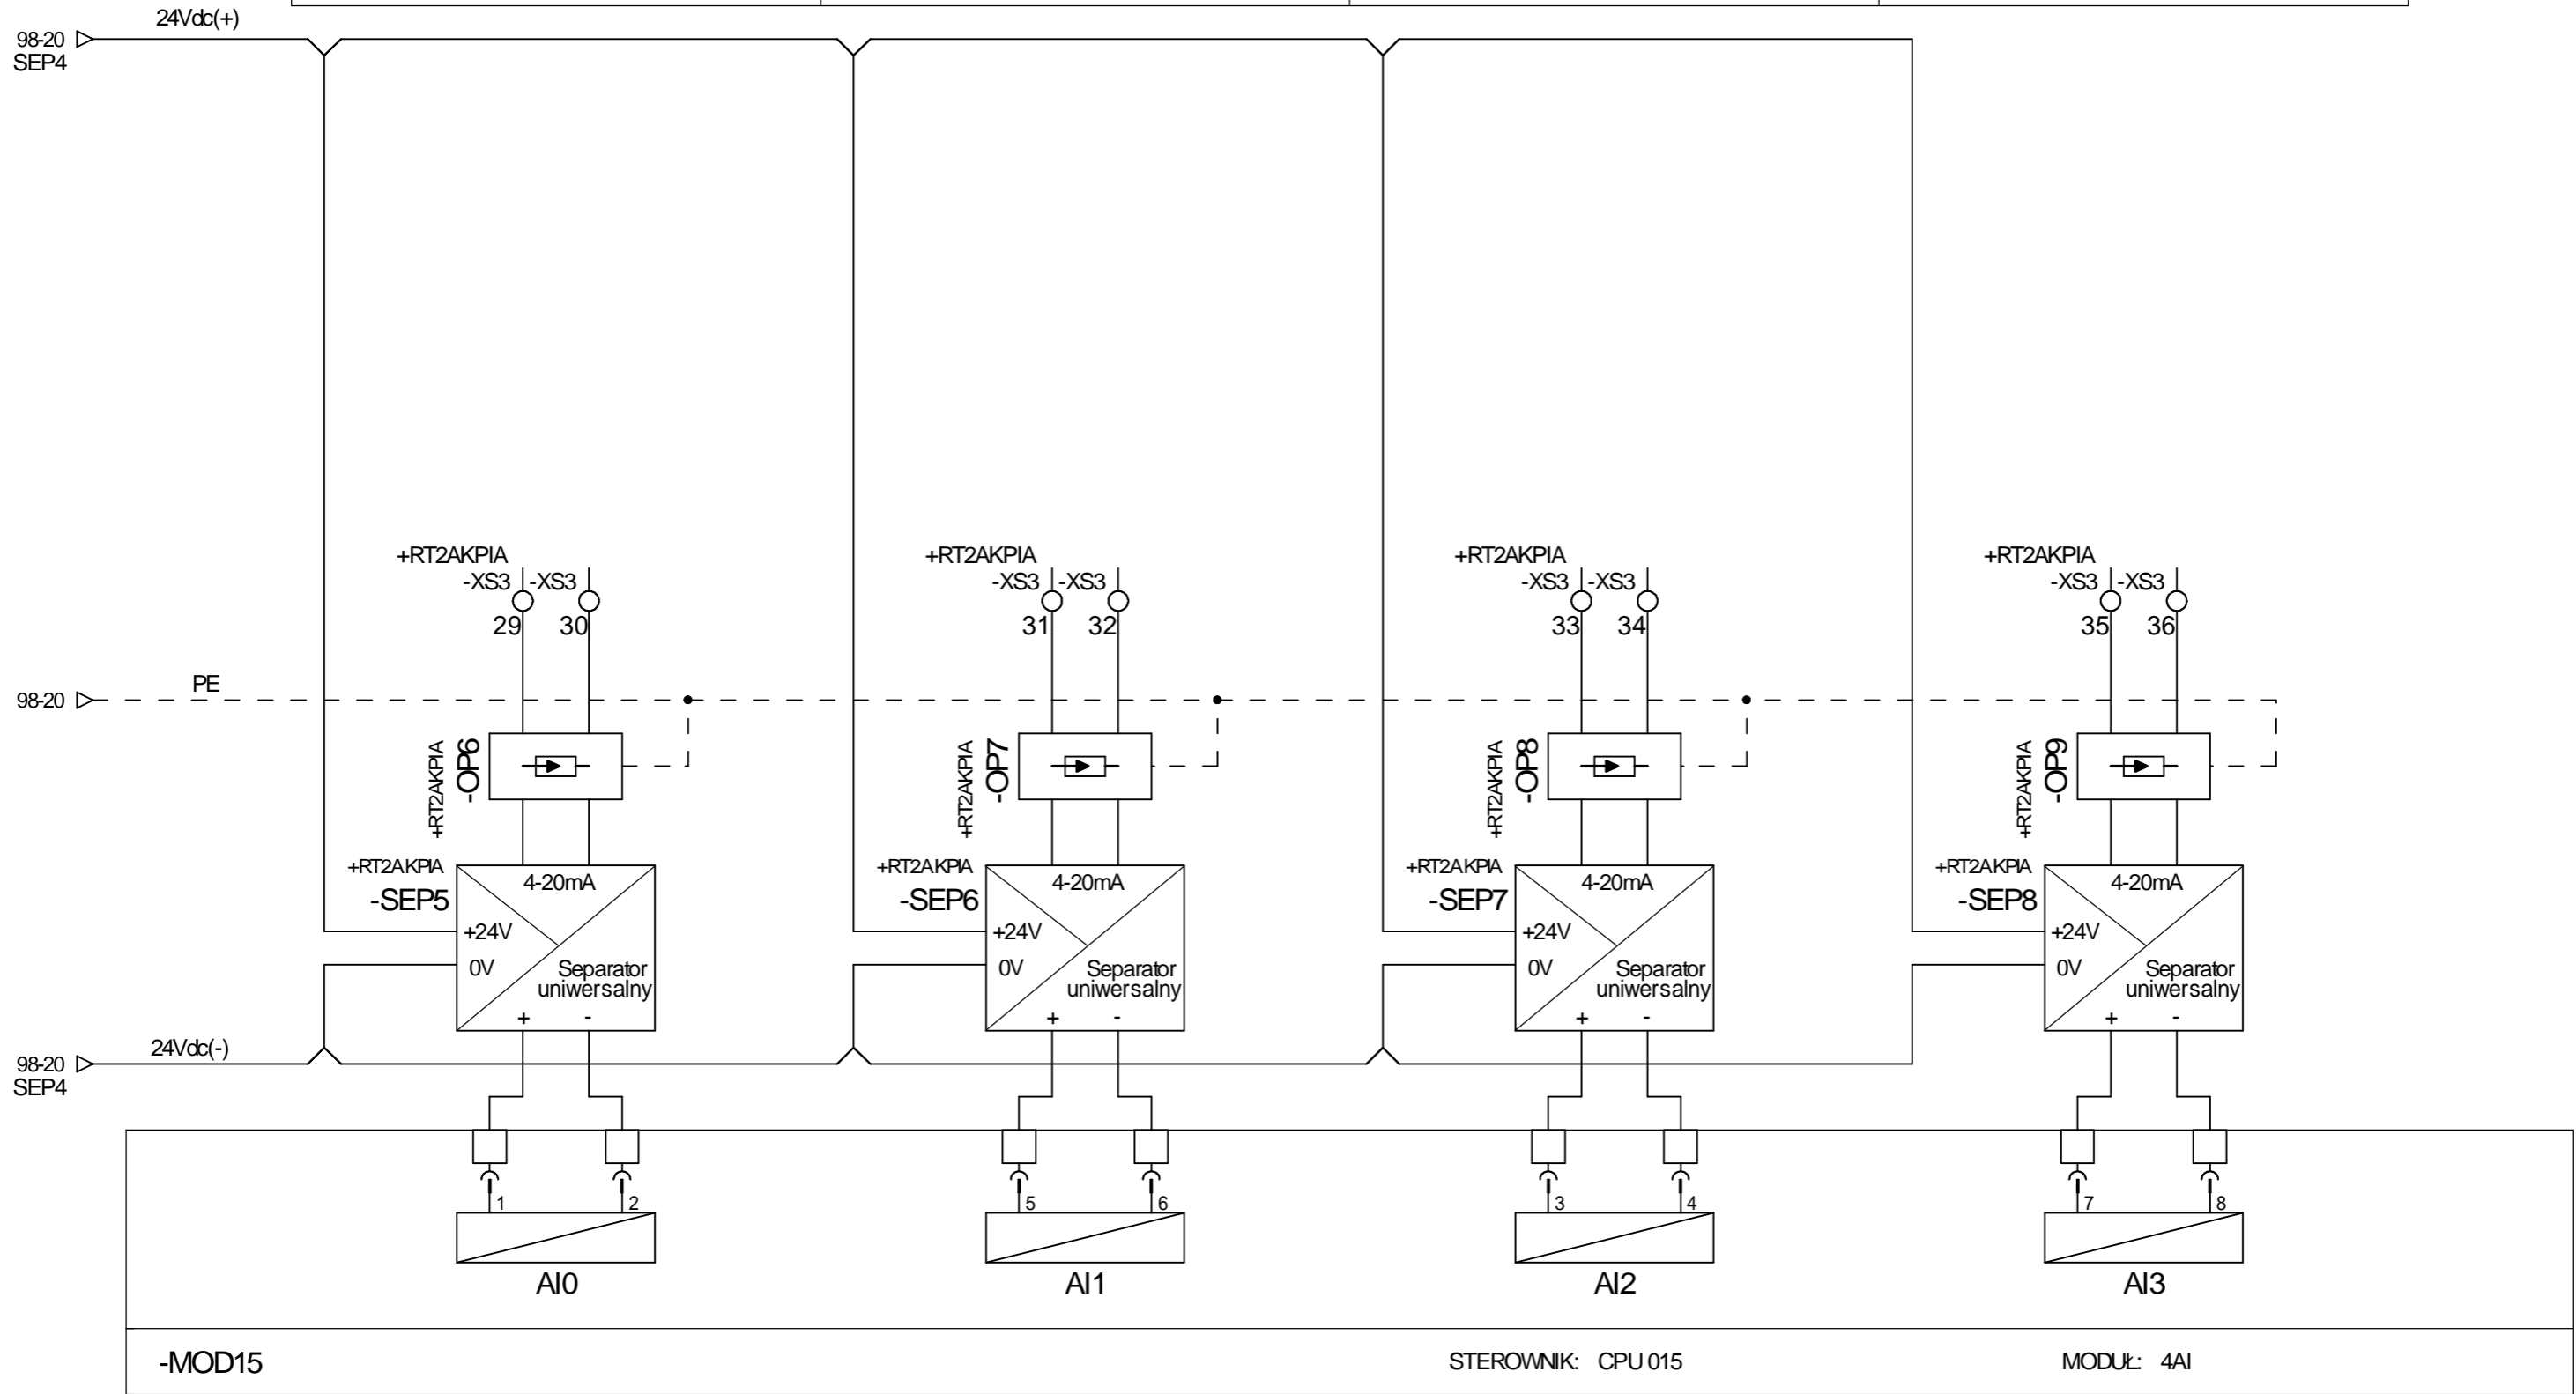 24Vdc(+)
98-20
SEP4
+RT2AKPIA +RT2AKPIA +RT2AKPIA +RT2AKPIA
-XS3 -XS3 -XS3 -XS3 -XS3 -XS3 -XS3 -XS3
29 30 31 32 33 34 35 36
98-20 PE
+RT2AKPIA -OP6 +RT2AKPIA -OP7 +RT2AKPIA -OP8 +RT2AKPIA -OP9
+RT2AKPIA +RT2AKPIA +RT2AKPIA +RT2AKPIA
4-20mA 4-20mA 4-20mA 4-20mA
-SEP5 -SEP6 -SEP7 -SEP8
+24V +24V +24V +24V
0V Separator 0V Separator 0V Separator 0V Separator
uniwersalny uniwersalny uniwersalny uniwersalny
+ - + - + - + -
24Vdc(-)
98-20
SEP4
1 2 5 6 3 4 7 8
AI0 AI1 AI2 AI3
-MOD15 STEROWNIK: CPU 015 MODUŁ: 4AI